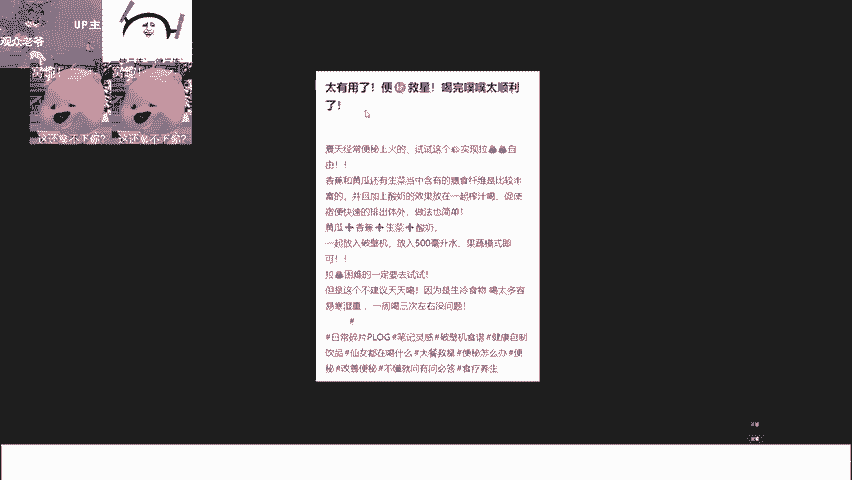 UP主
观众老爷
这还魅不下你?
这还魅不下你?
太有用了！便㊙救星！喝完噗噗太顺利
了！
夏天经常便秘上火的，试试这个 实现拉💩💩自
由！！
香蕉和黄瓜还有生菜当中含有的膳食纤维是比较丰
富的，并且加上酸奶的效果放在一起榨汁喝，促使
宿便快速的排出体外，做法也简单！
黄瓜➕香蕉➕生菜➕酸奶，
一起放入破壁机，放入500毫升水，果蔬模式即
可！！
拉💩困难的一定要去试试！
但是这个不建议天天喝！因为是生冷食物 喝太多容
易寒湿重，一周喝三次左右没问题！
#
#日常碎片PLOG#笔记灵感#破壁机食谱#健康自制
饮品#仙女都在喝什么#大餐救星#便秘怎么办#便
秘#改善便秘#不懂就问有问必答#食疗养生